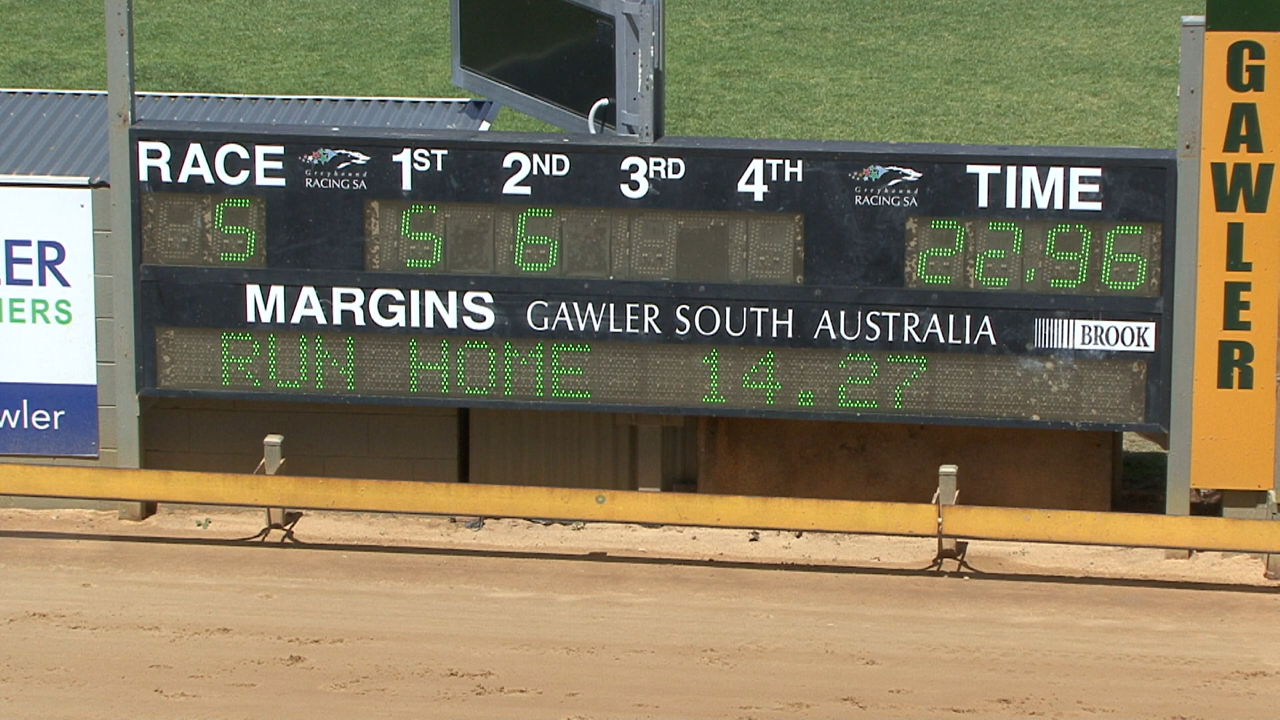 RACE
Greyhound
RACING SA
1ST 2ND 3RD 4TH
Greyhound
RACING SA
TIME
5 5 6 22.96
MARGINS GAWLER SOUTH AUSTRALIA BROOK
RUN HOME 14.27
GAWLER
ER
NERS
wler